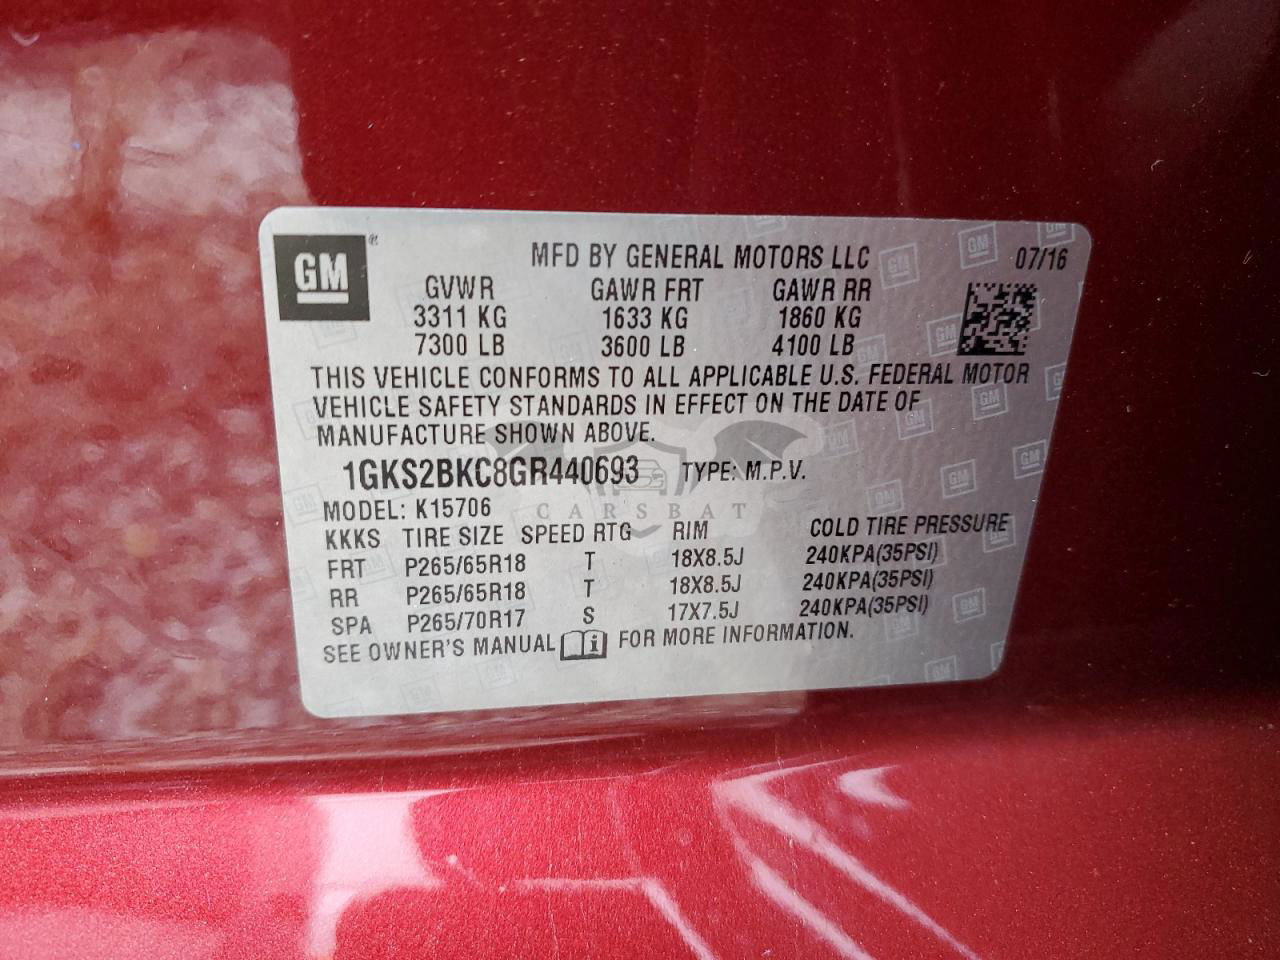 GM ®
MFD BY GENERAL MOTORS LLC 07/16
GVWR GAWR FRT GAWR RR
3311 KG 1633 KG 1860 KG
7300 LB 3600 LB 4100 LB
THIS VEHICLE CONFORMS TO ALL APPLICABLE U.S. FEDERAL MOTOR
VEHICLE SAFETY STANDARDS IN EFFECT ON THE DATE OF
MANUFACTURE SHOWN ABOVE.
1GKS2BKC8GR440693 TYPE: M.P.V.
MODEL: K15706
CARSBAT
KKKS TIRE SIZE SPEED RTG RIM COLD TIRE PRESSURE
FRT P265/65R18 T 18X8.5J 240KPA(35PSI)
RR P265/65R18 T 18X8.5J 240KPA(35PSI)
SPA P265/70R17 S 17X7.5J 240KPA(35PSI)
SEE OWNER'S MANUAL i FOR MORE INFORMATION.